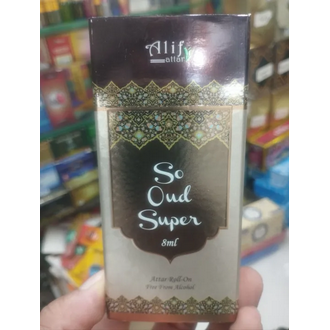 Alif
attar
So
Oud
Super
8ml
Attar Roll-On
Free From Alcohol